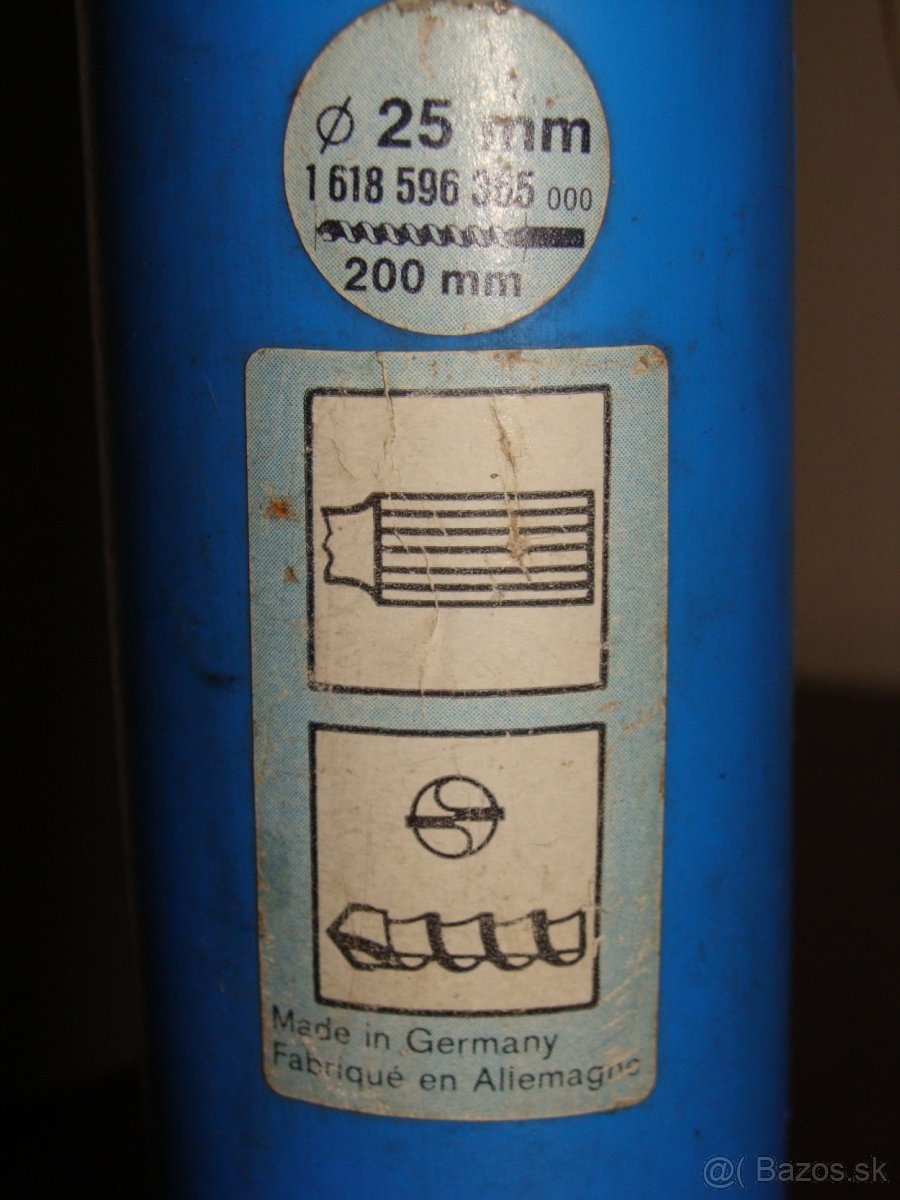 Ø 25 mm
1 618 596 365 000
200 mm
Made in Germany
Fabriqué en Allemagne
@( Bazos.sk